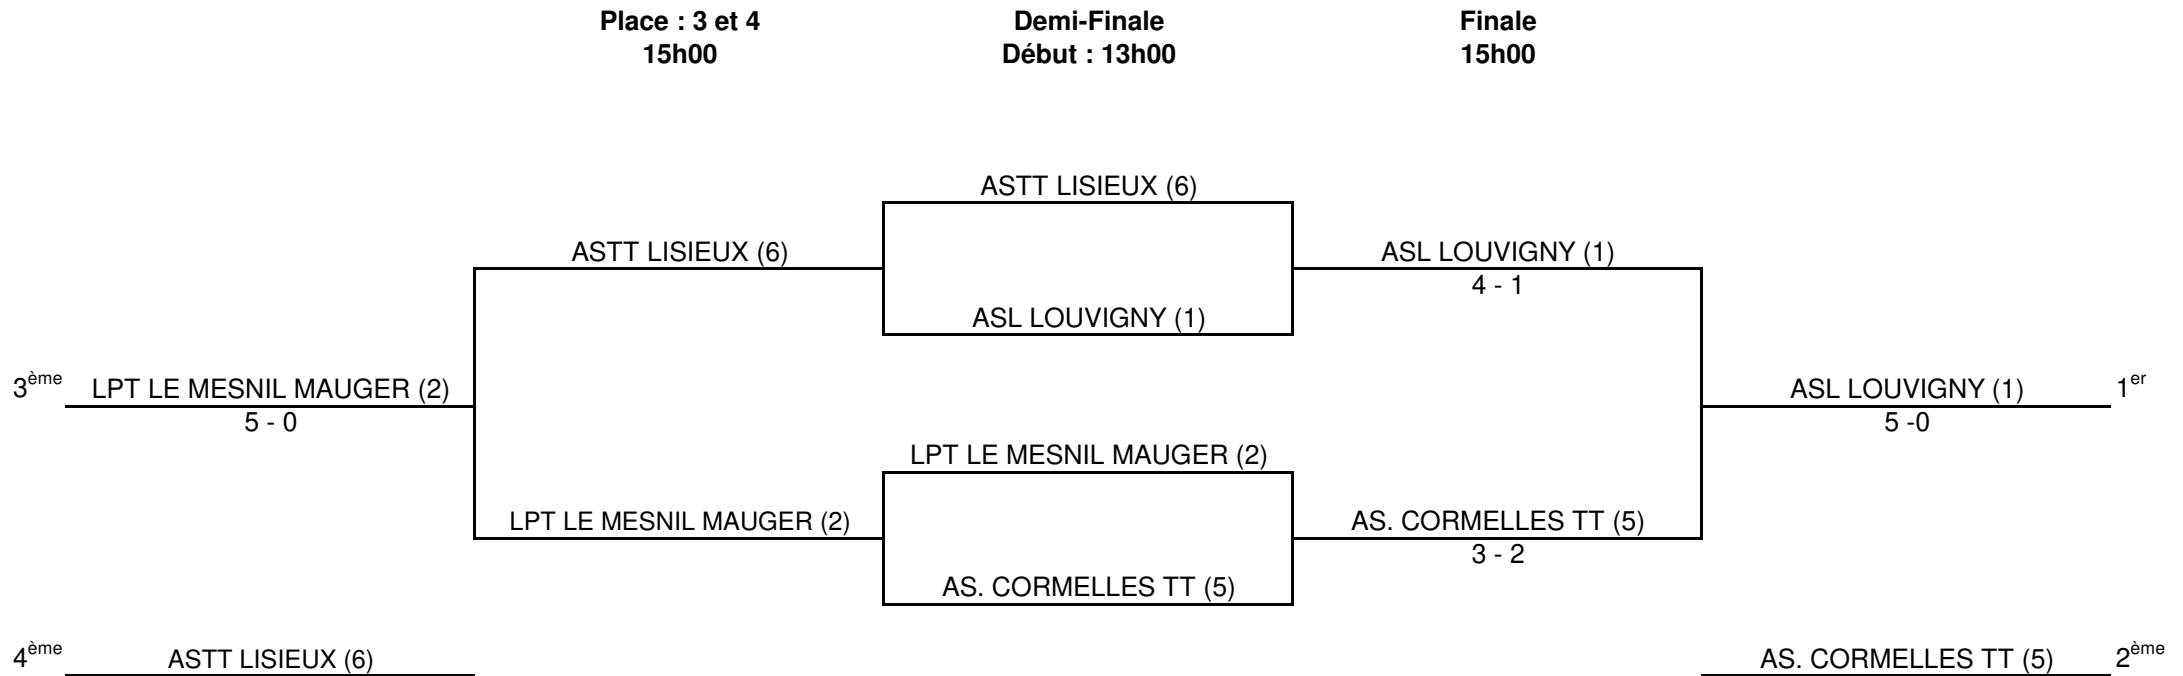 Place : 3 et 4
15h00
Demi-Finale
Début : 13h00
Finale
15h00
ASTT LISIEUX (6)
ASTT LISIEUX (6)
ASL LOUVIGNY (1)
4 - 1
ASL LOUVIGNY (1)
3ème LPT LE MESNIL MAUGER (2)
5 - 0
ASL LOUVIGNY (1) 1er
5 -0
LPT LE MESNIL MAUGER (2)
LPT LE MESNIL MAUGER (2)
AS. CORMELLES TT (5)
3 - 2
AS. CORMELLES TT (5)
4ème ASTT LISIEUX (6)
AS. CORMELLES TT (5) 2ème